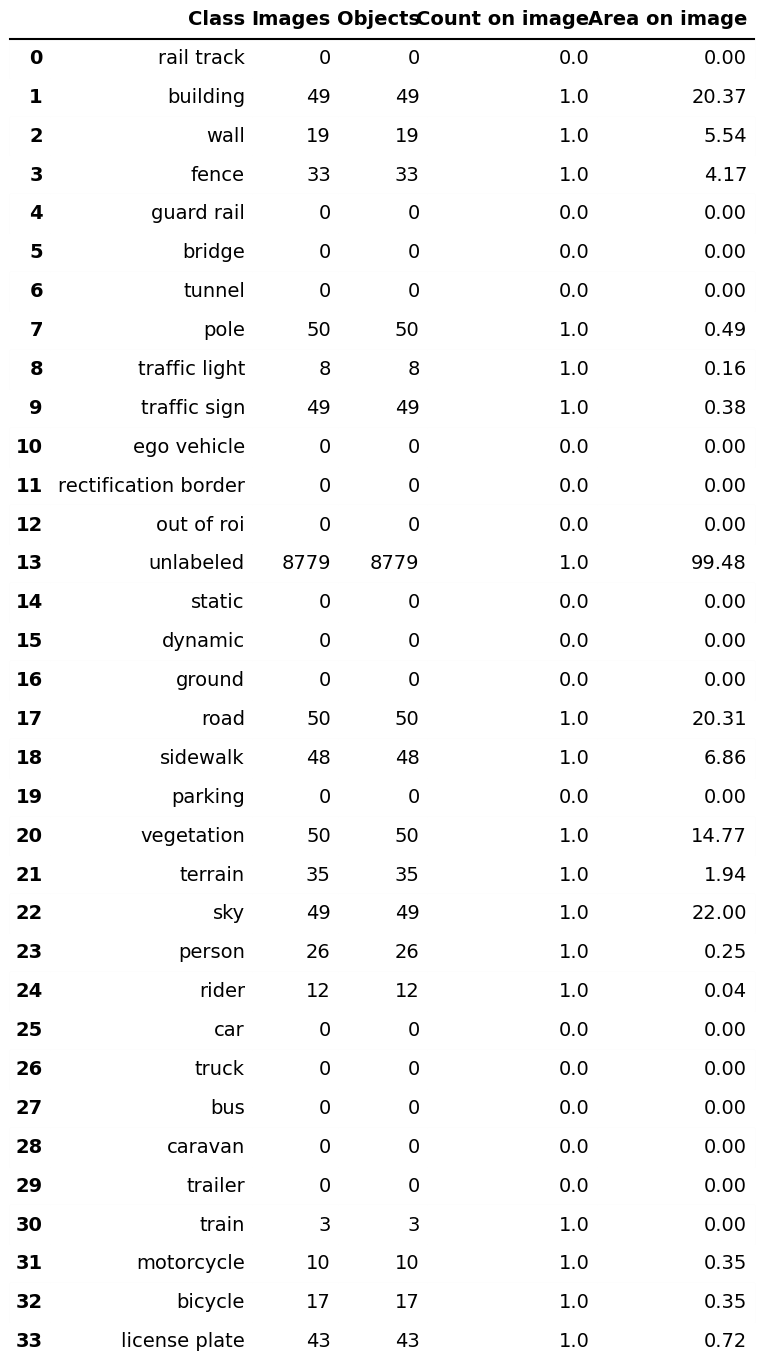 Class Images Objects Count on image Area on image
0 rail track 0 0 0.0 0.00
1 building 49 49 1.0 20.37
2 wall 19 19 1.0 5.54
3 fence 33 33 1.0 4.17
4 guard rail 0 0 0.0 0.00
5 bridge 0 0 0.0 0.00
6 tunnel 0 0 0.0 0.00
7 pole 50 50 1.0 0.49
8 traffic light 8 8 1.0 0.16
9 traffic sign 49 49 1.0 0.38
10 ego vehicle 0 0 0.0 0.00
11 rectification border 0 0 0.0 0.00
12 out of roi 0 0 0.0 0.00
13 unlabeled 8779 8779 1.0 99.48
14 static 0 0 0.0 0.00
15 dynamic 0 0 0.0 0.00
16 ground 0 0 0.0 0.00
17 road 50 50 1.0 20.31
18 sidewalk 48 48 1.0 6.86
19 parking 0 0 0.0 0.00
20 vegetation 50 50 1.0 14.77
21 terrain 35 35 1.0 1.94
22 sky 49 49 1.0 22.00
23 person 26 26 1.0 0.25
24 rider 12 12 1.0 0.04
25 car 0 0 0.0 0.00
26 truck 0 0 0.0 0.00
27 bus 0 0 0.0 0.00
28 caravan 0 0 0.0 0.00
29 trailer 0 0 0.0 0.00
30 train 3 3 1.0 0.00
31 motorcycle 10 10 1.0 0.35
32 bicycle 17 17 1.0 0.35
33 license plate 43 43 1.0 0.72